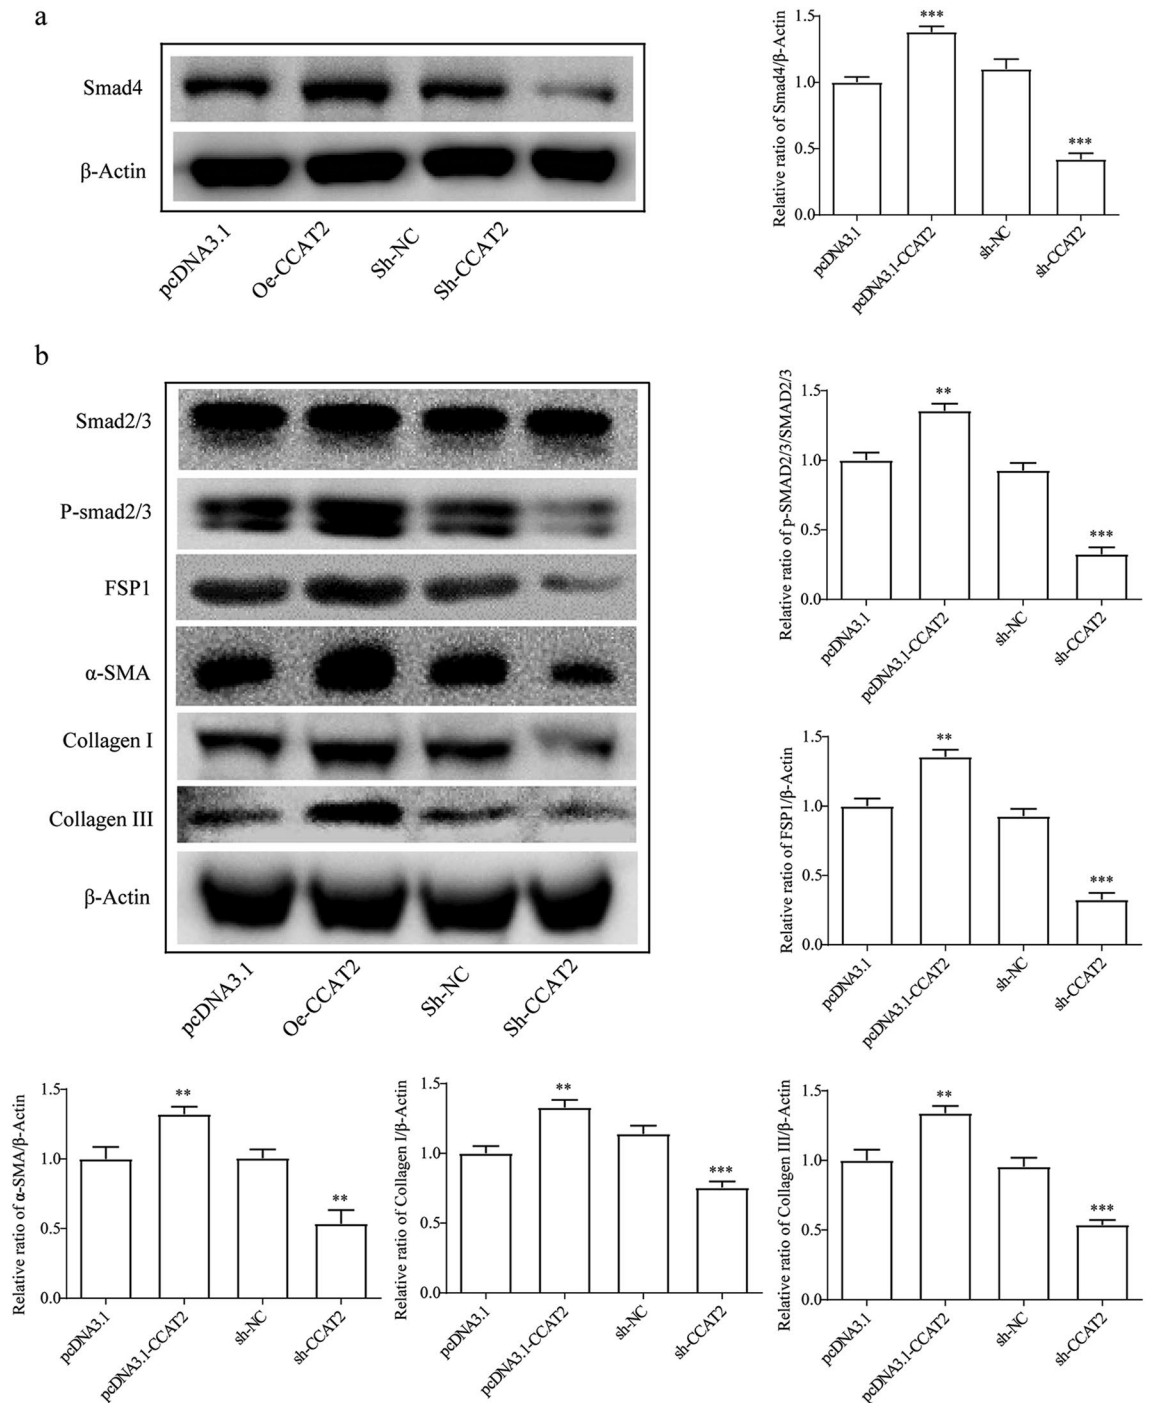 a
Smad4
β-Actin
pcDNA3.1
Oe-CCAT2
Sh-NC
Sh-CCAT2
Relative ratio of Smad4/β-Actin
1.5
1.0
0.5
0.0
***
***
pcDNA3.1
pcDNA3.1-CCAT2
sh-NC
sh-CCAT2
b
Smad2/3
P-smad2/3
FSP1
α-SMA
Collagen I
Collagen III
β-Actin
pcDNA3.1
Oe-CCAT2
Sh-NC
Sh-CCAT2
Relative ratio of p-SMAD2/3/SMAD2/3
1.5
1.0
0.5
0.0
**
***
pcDNA3.1
pcDNA3.1-CCAT2
sh-NC
sh-CCAT2
Relative ratio of FSP1/β-Actin
1.5
1.0
0.5
0.0
**
***
pcDNA3.1
pcDNA3.1-CCAT2
sh-NC
sh-CCAT2
Relative ratio of α-SMA/β-Actin
1.5
1.0
0.5
0.0
**
**
pcDNA3.1
pcDNA3.1-CCAT2
sh-NC
sh-CCAT2
Relative ratio of Collagen I/β-Actin
1.5
1.0
0.5
0.0
**
***
pcDNA3.1
pcDNA3.1-CCAT2
sh-NC
sh-CCAT2
Relative ratio of Collagen III/β-Actin
1.5
1.0
0.5
0.0
**
***
pcDNA3.1
pcDNA3.1-CCAT2
sh-NC
sh-CCAT2